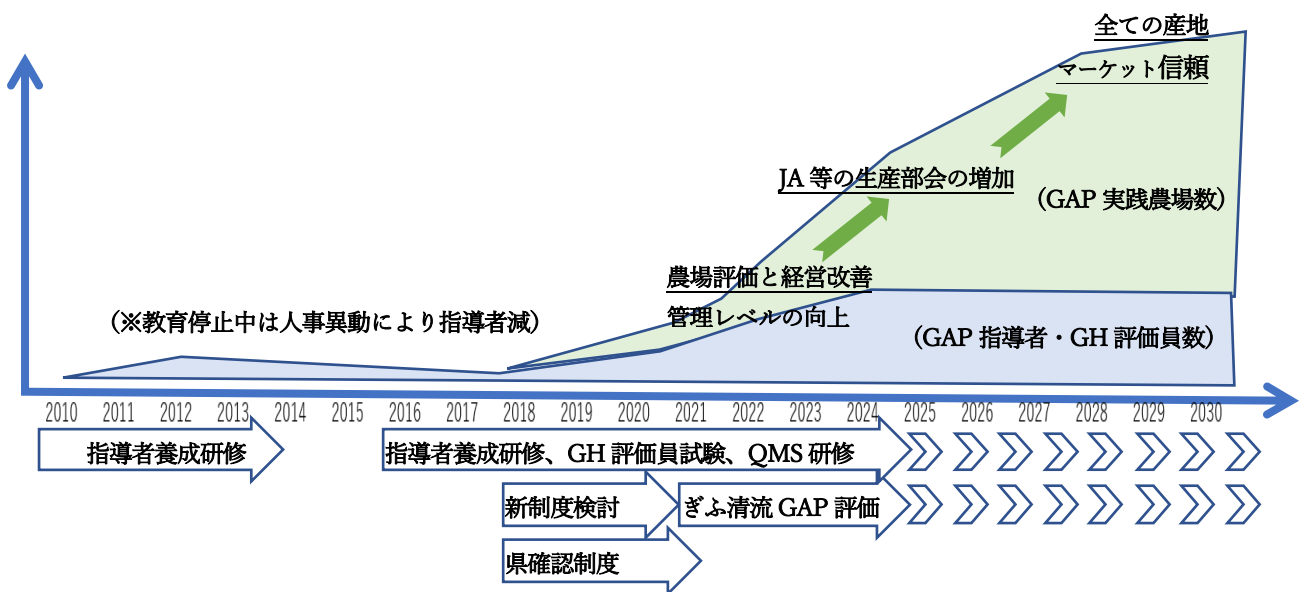 全ての産地
マーケット信頼
JA 等の生産部会の増加
（GAP 実践農場数）
農場評価と経営改善
管理レベルの向上
（※教育停止中は人事異動により指導者減）
（GAP 指導者・GH 評価員数）
2010 2011 2012 2013 2014 2015 2016 2017 2018 2019 2020 2021 2022 2023 2024 2025 2026 2027 2028 2029 2030
指導者養成研修
指導者養成研修、GH 評価員試験、QMS 研修
新制度検討
ぎふ清流 GAP 評価
県確認制度